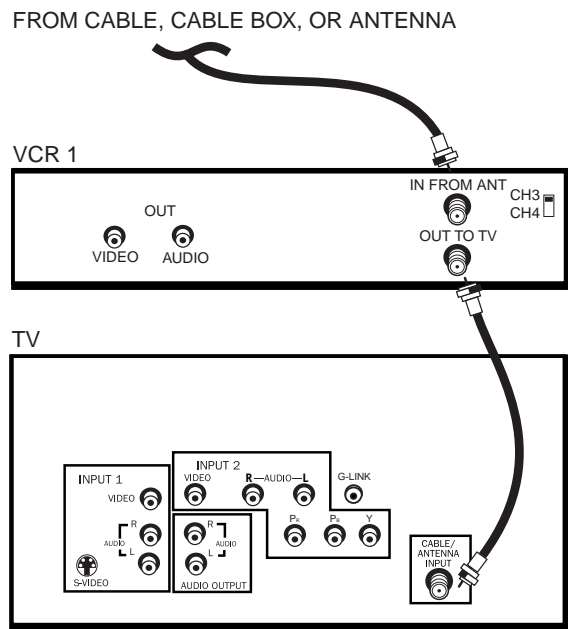 FROM CABLE, CABLE BOX, OR ANTENNA
VCR 1
IN FROM ANT
CH3
CH4
OUT
OUT TO TV
VIDEO
AUDIO
TV
INPUT 1
VIDEO
R
AUDIO
L
S-VIDEO
INPUT 2
VIDEO
R—AUDIO—L
G-LINK
PR
PB
Y
R
AUDIO
L
AUDIO OUTPUT
CABLE/
ANTENNA
INPUT